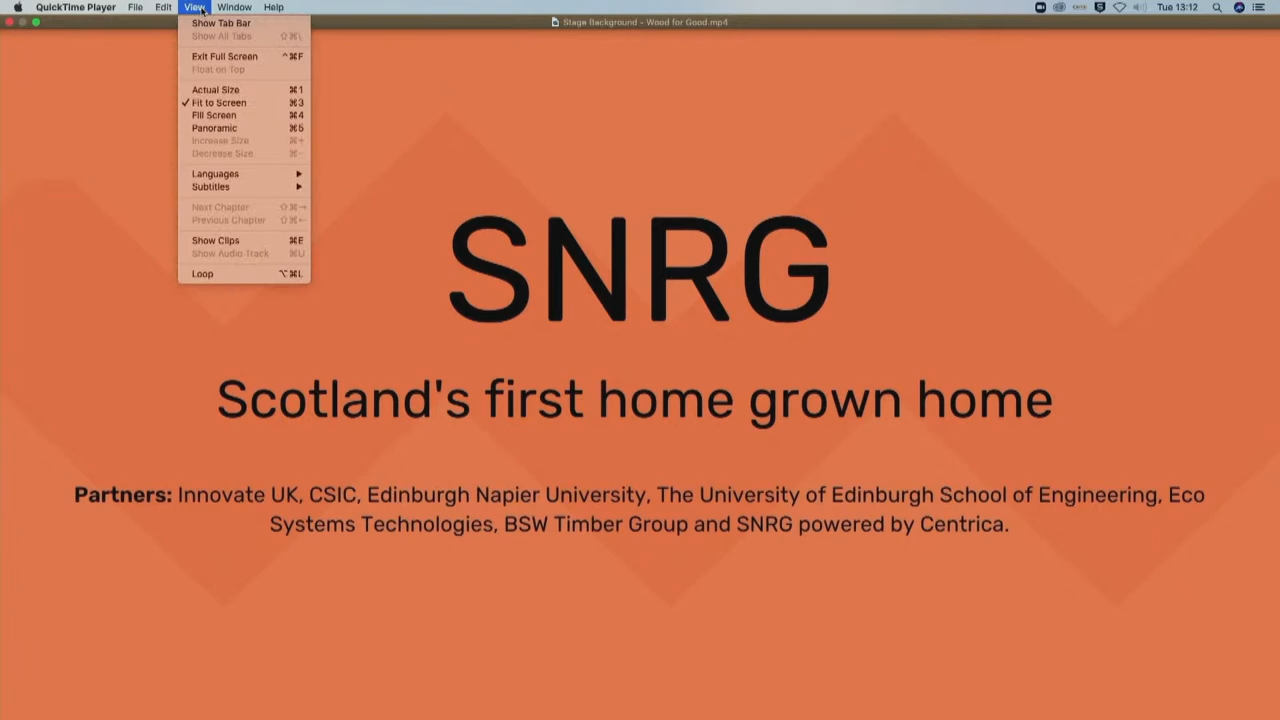 QuickTime Player File Edit View Window Help Tue 13:12
Stage Background - Wood for Good.mp4
Show Tab Bar
Show All Tabs ⇧⌘\
Exit Full Screen ^⌘F
Float on Top
Actual Size ⌘1
✓ Fit to Screen ⌘3
Fill Screen ⌘4
Panoramic ⌘5
Increase Size ⌘+
Decrease Size ⌘-
Languages ▶
Subtitles ▶
Next Chapter ⇧⌘→
Previous Chapter ⇧⌘←
Show Clips ⌘E
Show Audio Track ⌘U
Loop ⌥⌘L
SNRG
Scotland's first home grown home
Partners: Innovate UK, CSIC, Edinburgh Napier University, The University of Edinburgh School of Engineering, Eco
Systems Technologies, BSW Timber Group and SNRG powered by Centrica.